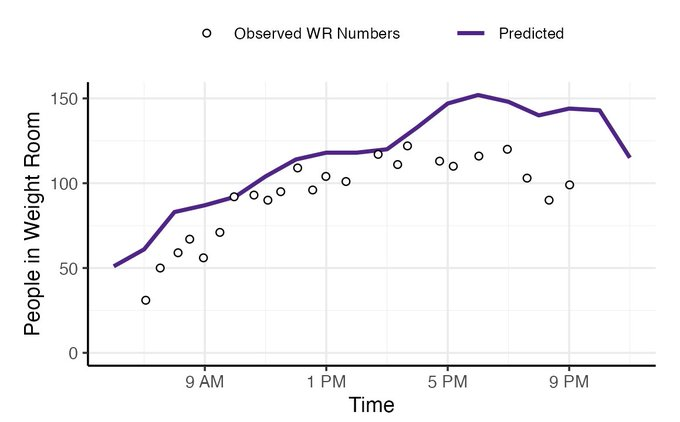 Observed WR Numbers Predicted
People in Weight Room
150
100
50
0
9 AM 1 PM 5 PM 9 PM
Time